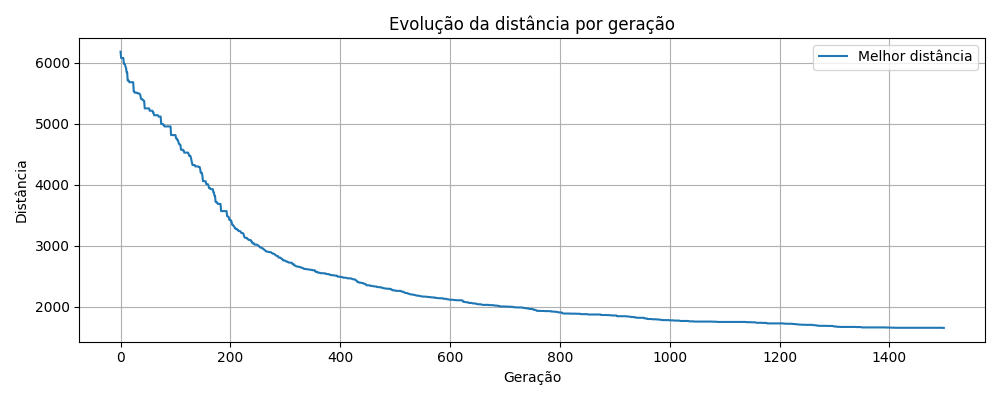 Evolução da distância por geração
Melhor distância
6000
5000
4000
3000
2000
Distância
0 200 400 600 800 1000 1200 1400
Geração